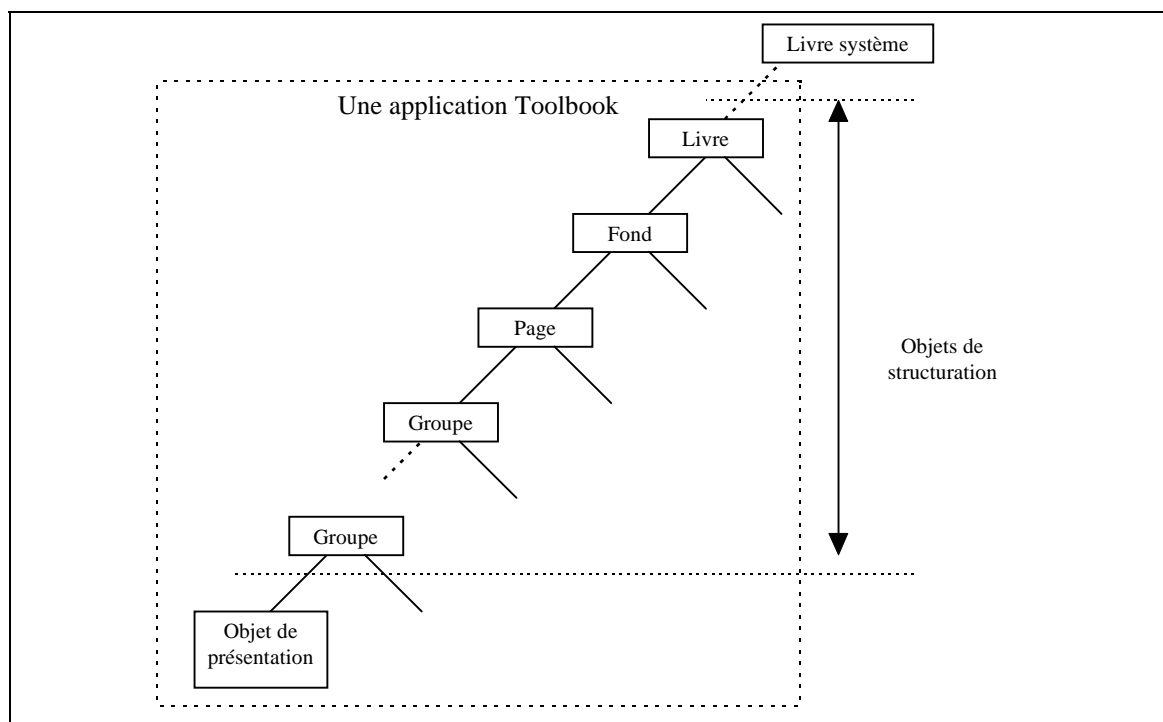 Livre système
Une application Toolbook
Livre
Fond
Page
Objets de
structuration
Groupe
Groupe
Objet de
présentation